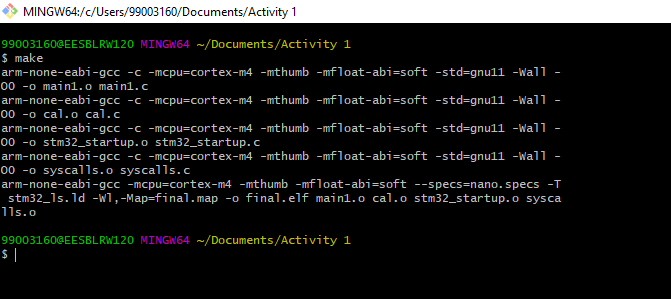 MINGW64:/c/Users/99003160/Documents/Activity 1
99003160@EESBLRW120 MINGW64 ~/Documents/Activity 1
$ make
arm-none-eabi-gcc -c -mcpu=cortex-m4 -mthumb -mfloat-abi=soft -std=gnu11 -Wall -
O0 -o main1.o main1.c
arm-none-eabi-gcc -c -mcpu=cortex-m4 -mthumb -mfloat-abi=soft -std=gnu11 -Wall -
O0 -o cal.o cal.c
arm-none-eabi-gcc -c -mcpu=cortex-m4 -mthumb -mfloat-abi=soft -std=gnu11 -Wall -
O0 -o stm32_startup.o stm32_startup.c
arm-none-eabi-gcc -c -mcpu=cortex-m4 -mthumb -mfloat-abi=soft -std=gnu11 -Wall -
O0 -o syscalls.o syscalls.c
arm-none-eabi-gcc -mcpu=cortex-m4 -mthumb -mfloat-abi=soft --specs=nano.specs -T
 stm32_ls.ld -Wl,-Map=final.map -o final.elf main1.o cal.o stm32_startup.o sysca
lls.o
99003160@EESBLRW120 MINGW64 ~/Documents/Activity 1
$